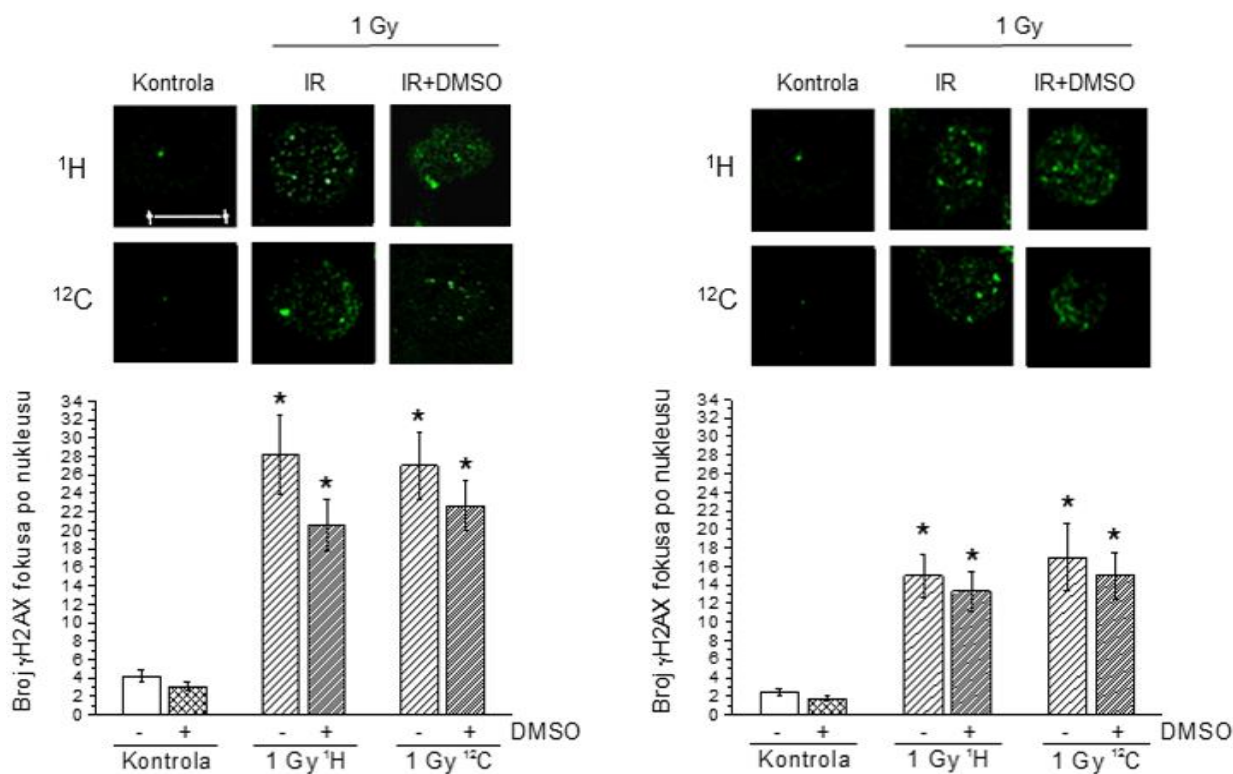 1 Gy
Kontrola IR IR+DMSO
¹H
¹²C
Broj γH2AX fokusa po nukleusu
34
32
30
28
26
24
22
20
18
16
14
12
10
8
6
4
2
0
* * * *
- + - + - + DMSO
Kontrola 1 Gy ¹H 1 Gy ¹²C
1 Gy
Kontrola IR IR+DMSO
¹H
¹²C
Broj γH2AX fokusa po nukleusu
34
32
30
28
26
24
22
20
18
16
14
12
10
8
6
4
2
0
* * * *
- + - + - + DMSO
Kontrola 1 Gy ¹H 1 Gy ¹²C